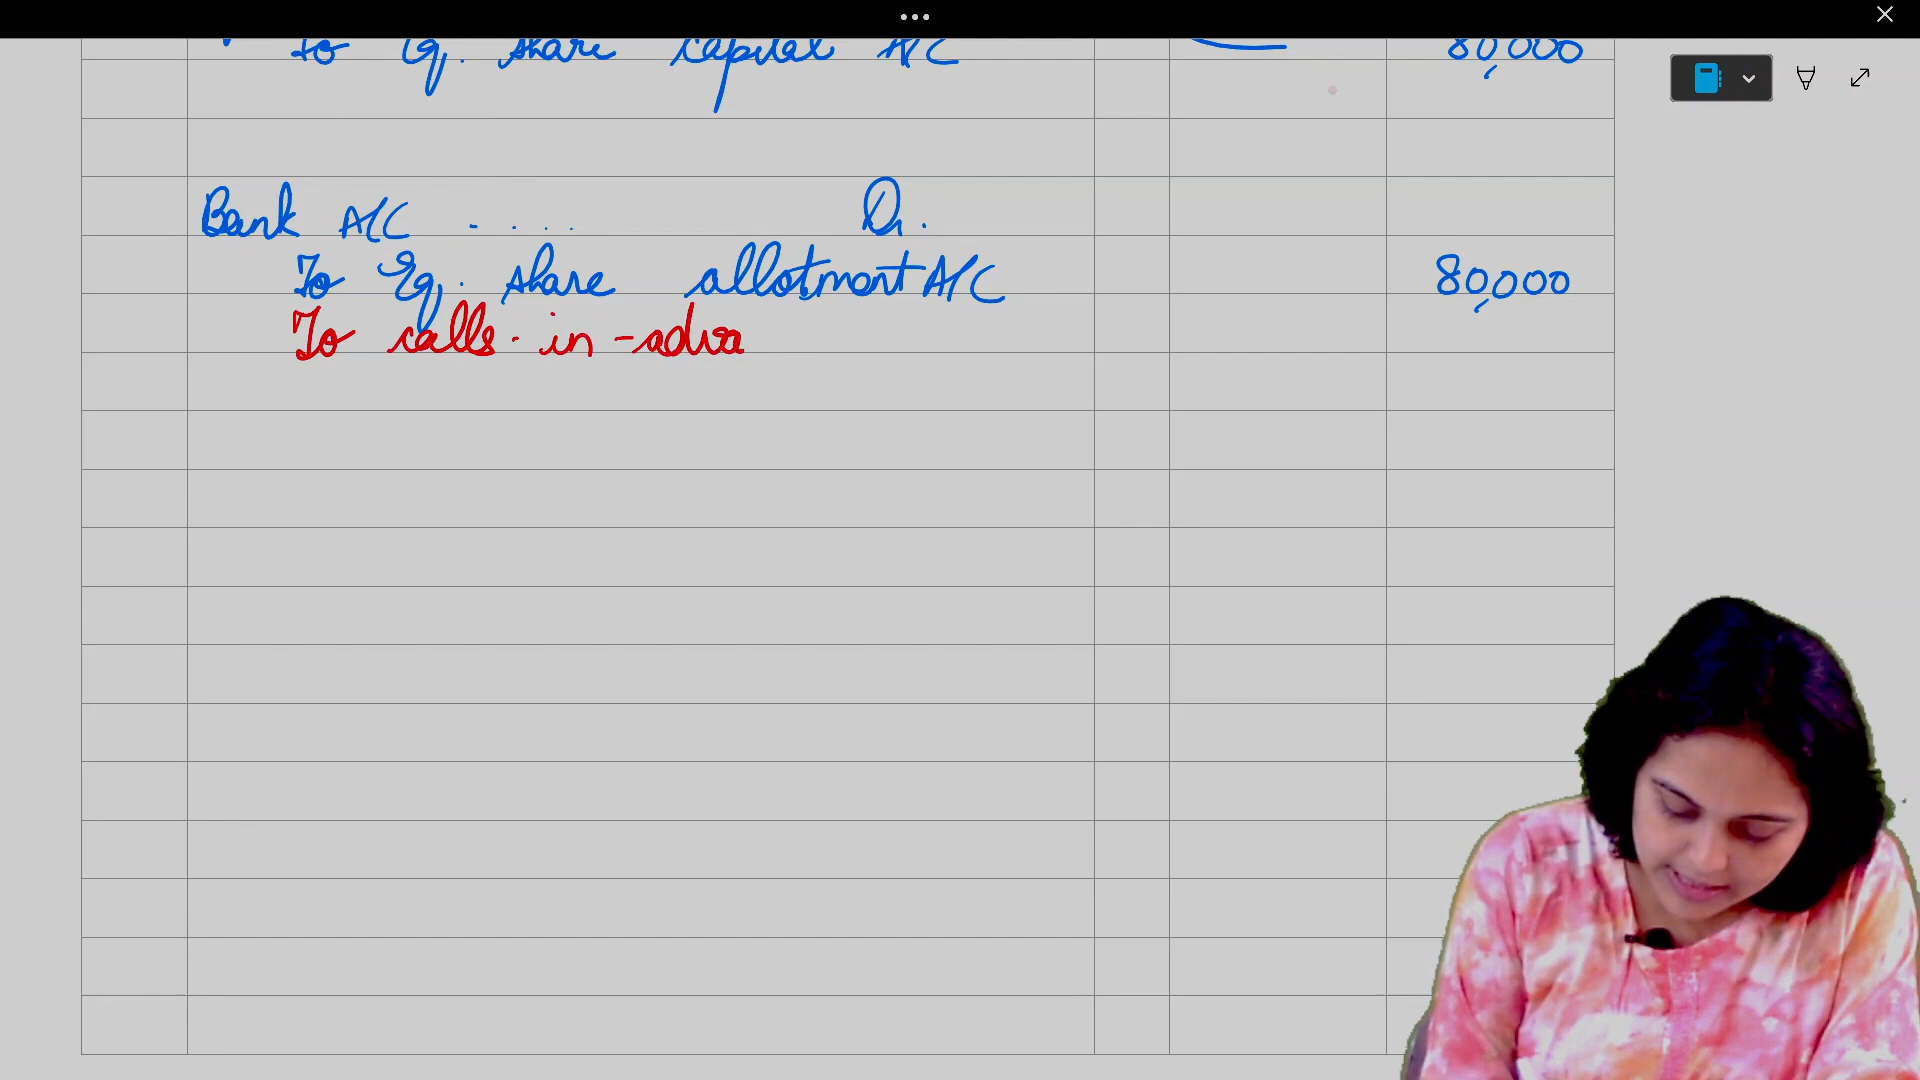 To Eq. share capital A/C 80,000
Bank A/C - . . . . Dr.
To Eq. share allotment A/C 80,000
To calls-in-adva